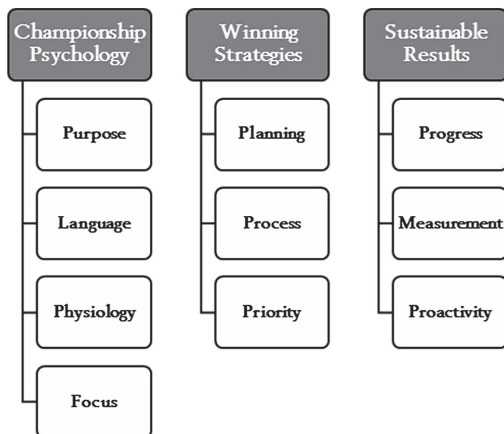 Championship
Psychology
Purpose
Language
Physiology
Focus
Winning
Strategies
Planning
Process
Priority
Sustainable
Results
Progress
Measurement
Proactivity